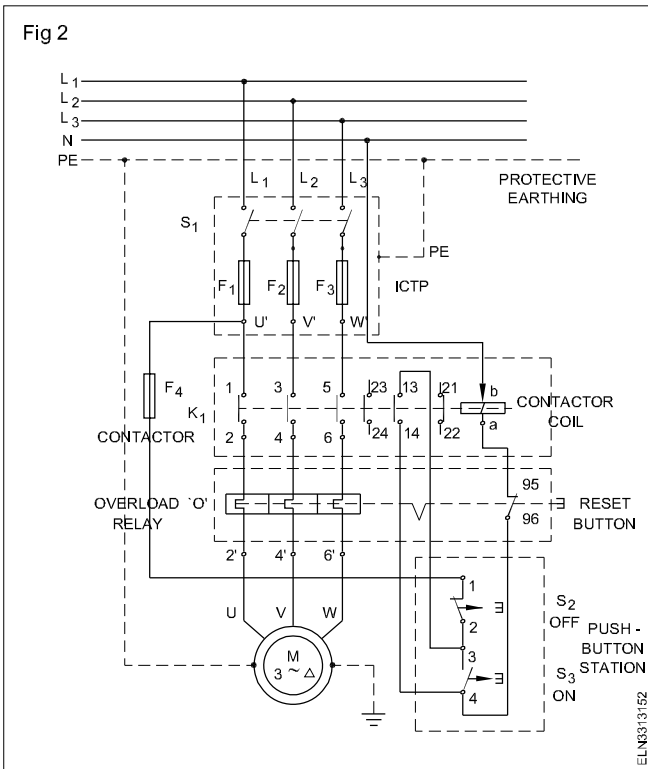 Fig 2
L1
L2
L3
N
PE
L1 L2 L3
PROTECTIVE
EARTHING
S1
PE
F1 F2 F3
ICTP
U' V' W'
F4
1 3 5 23 13 21
b
K1
CONTACTOR
COIL
a
CONTACTOR
2 4 6 24 14 22
95
OVERLOAD `O'
RELAY
RESET
BUTTON
96
2' 4' 6'
1
U V W
S2
OFF
2
PUSH -
BUTTON
STATION
3
M
3 ~ Δ
S3
ON
4
ELN3313152